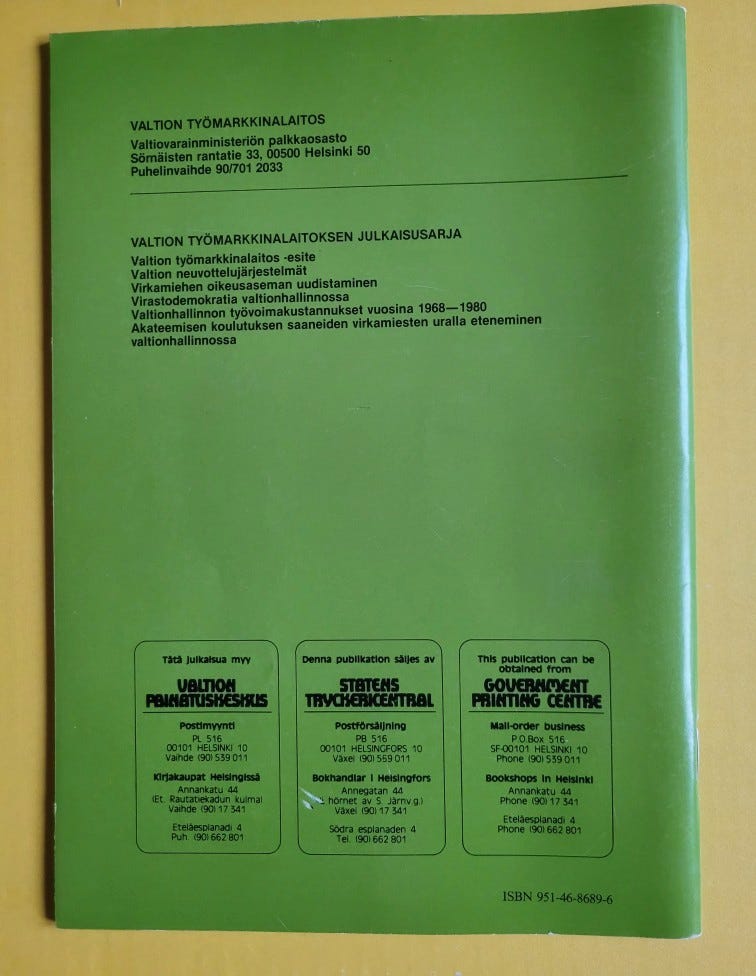 VALTION TYÖMARKKINALAITOS
Valtiovarainministeriön palkkaosasto
Sörnäisten rantatie 33, 00500 Helsinki 50
Puhelinvaihde 90/701 2033
VALTION TYÖMARKKINALAITOKSEN JULKAISUSARJA
Valtion työmarkkinalaitos -esite
Valtion neuvottelujärjestelmät
Virkamiehen oikeusaseman uudistaminen
Virastodemokratia valtionhallinnossa
Valtionhallinnon työvoimakustannukset vuosina 1968—1980
Akateemisen koulutuksen saaneiden virkamiesten uralla eteneminen
valtionhallinnossa
Tätä julkaisua myy
VALTION
PAINATUSKESKUS
Postimyynti
PL 516
00101 HELSINKI 10
Vaihde (90) 539 011
Kirjakaupat Helsingissä
Annankatu 44
(Et. Rautatiekadun kulma)
Vaihde (90) 17 341
Eteläesplanadi 4
Puh. (90) 662 801
Denna publikation säljes av
STATENS
TRYCKERICENTRAL
Postförsäljning
PB 516
00101 HELSINGFORS 10
Växel (90) 559 011
Bokhandlar i Helsingfors
Annegatan 44
hörnet av S. Järnv.g.)
Växel (90) 17 341
Södra esplanaden 4
Tel. (90) 662 801
This publication can be
obtained from
GOVERNMENT
PRINTING CENTRE
Mail-order business
P.O.Box 516
SF-00101 HELSINKI 10
Phone (90) 539 011
Bookshops in Helsinki
Annankatu 44
Phone (90) 17 341
Eteläesplanadi 4
Phone (90) 662 801
ISBN 951-46-8689-6